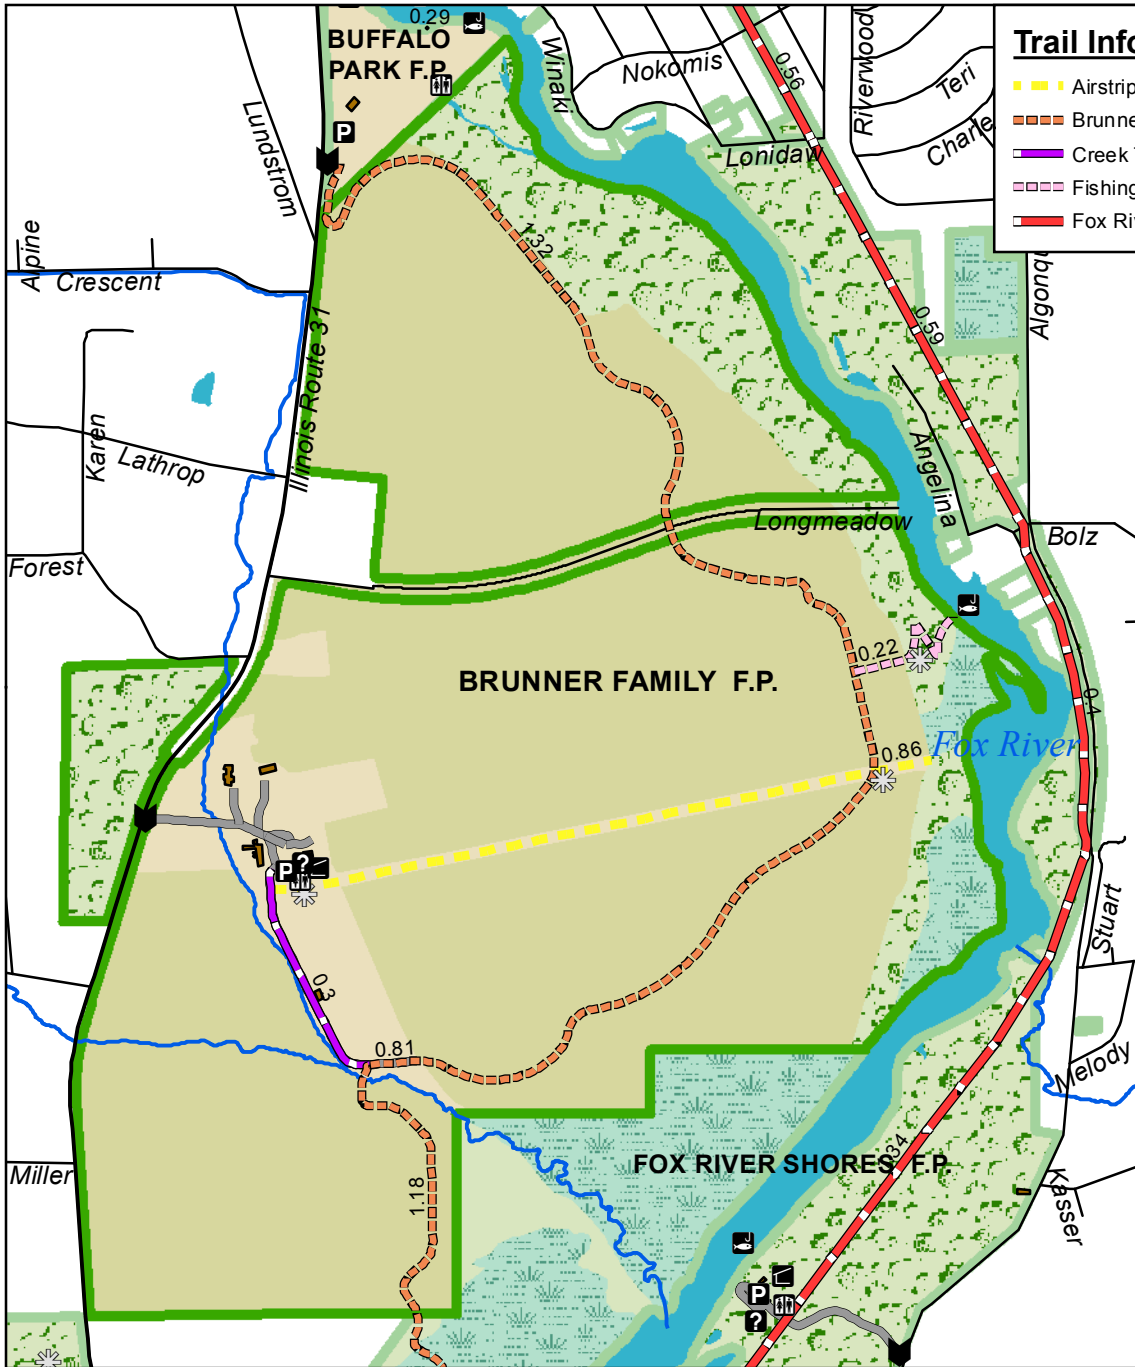 0.29
BUFFALO
PARK F.P.
Winaki
Nokomis
0.56
Riverwood
Teri
Charle
Trail Info
Airstrip
Brunne
Creek T
Fishing
Fox Riv
P
Lundstrom
Lonidaw
Alpine
Crescent
1.32
Illinois Route 31
0.59
Algonqu
Karen
Lathrop
Angelina
Longmeadow
Bolz
Forest
0.22
BRUNNER FAMILY F.P.
0.4
0.86
Fox River
?
P
Stuart
0.3
0.81
Melody
FOX RIVER SHORES F.P.
Miller
1.18
Kasser
P
?